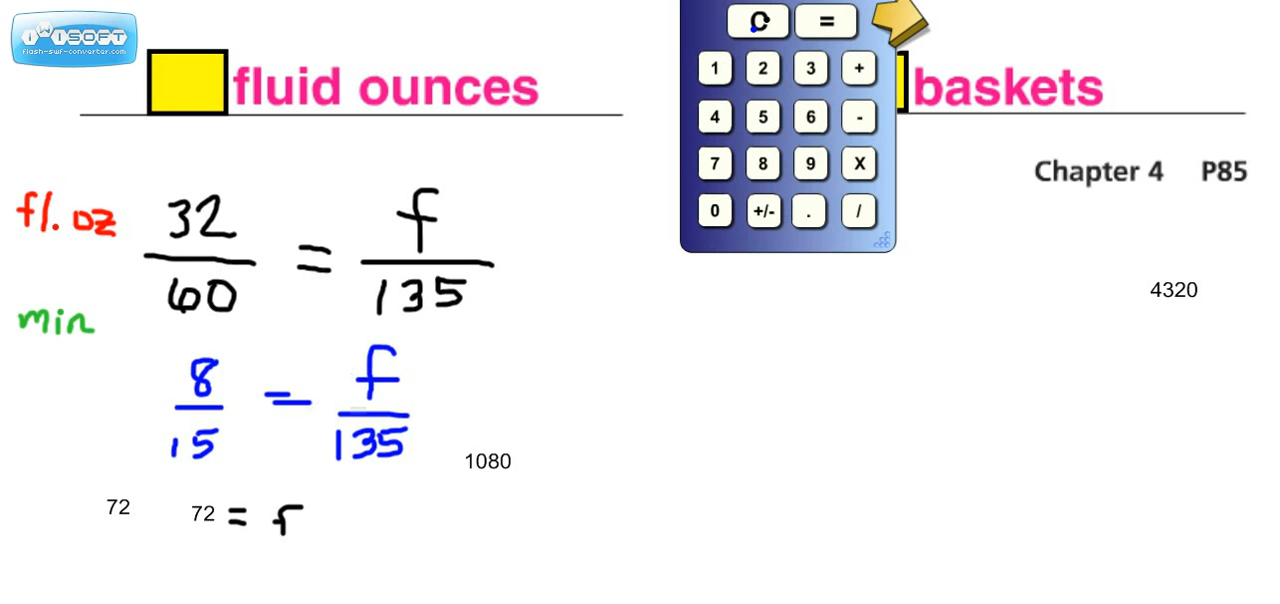 iWiSOFT
flash-swf-converter.com
fluid ounces
baskets
C =
1 2 3 +
4 5 6 -
7 8 9 X
0 +/- . /
Chapter 4 P85
fl. oz
32
60
=
f
135
min
4320
8
15
=
f
135
1080
72
72 = f